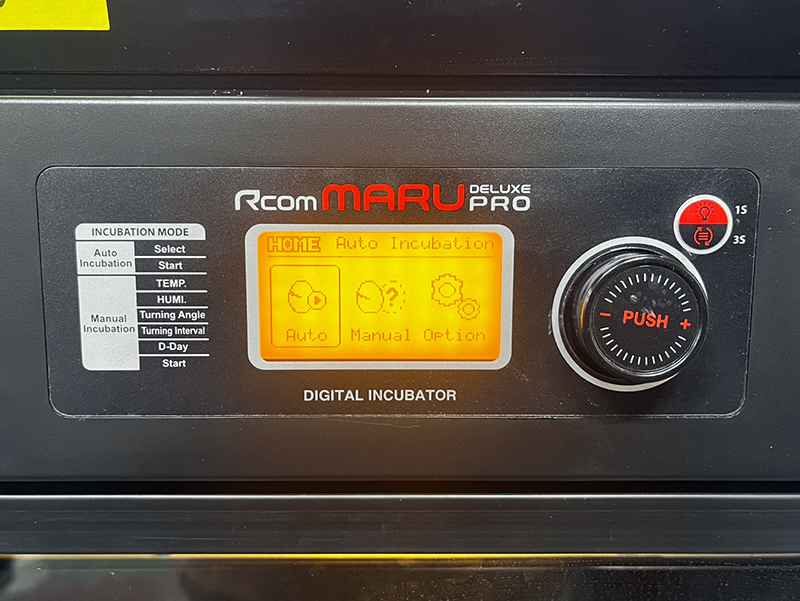 Rcom MARU DELUXE PRO
INCUBATION MODE
Auto Incubation
Select
Start
Manual Incubation
TEMP.
HUMI.
Turning Angle
Turning Interval
D-Day
Start
HOME Auto Incubation
?
Auto Manual Option
DIGITAL INCUBATOR
1S
3S
- PUSH +